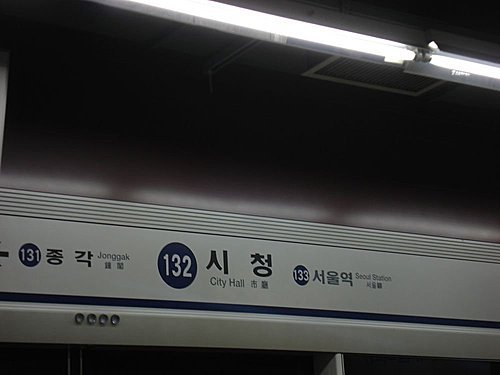 131 종각 Jonggak
鐘閣
132 시청
City Hall 市廳
133 서울역 Seoul Station
서울驛